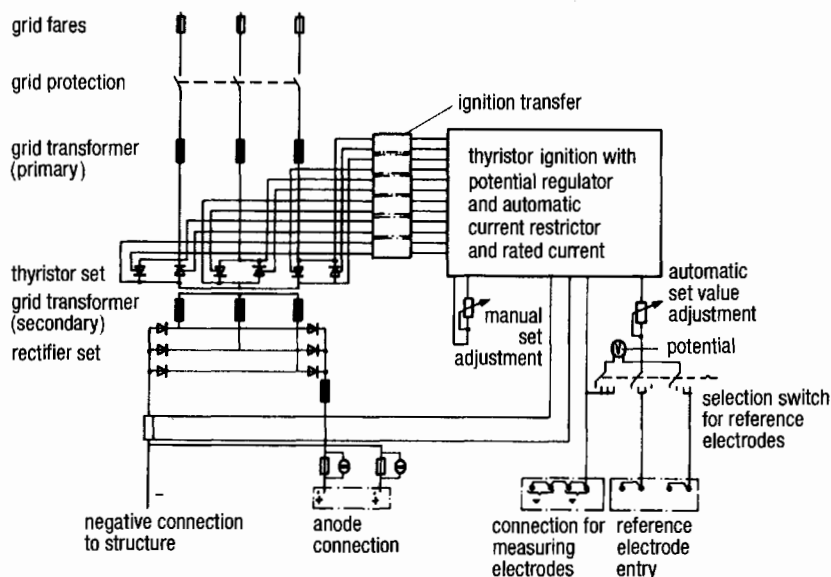 grid fares
grid protection
ignition transfer
grid transformer
(primary)
thyristor ignition with
potential regulator
and automatic
current restrictor
and rated current
thyristor set
grid transformer
(secondary)
rectifier set
manual
set
adjustment
automatic
set value
adjustment
V
potential
selection switch
for reference
electrodes
−
+
+
negative connection
to structure
anode
connection
connection for
measuring
electrodes
reference
electrode
entry